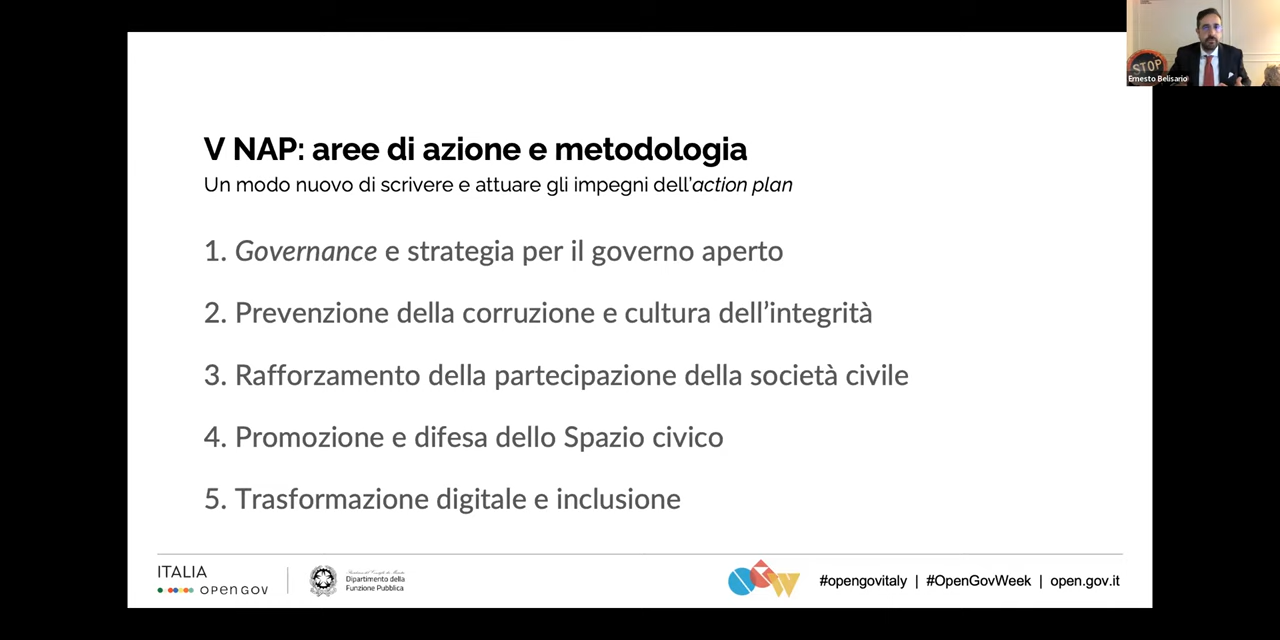 STOP
Ernesto Belisario
V NAP: aree di azione e metodologia
Un modo nuovo di scrivere e attuare gli impegni dell’action plan
1. Governance e strategia per il governo aperto
2. Prevenzione della corruzione e cultura dell’integrità
3. Rafforzamento della partecipazione della società civile
4. Promozione e difesa dello Spazio civico
5. Trasformazione digitale e inclusione
ITALIA
OPEN GOV
Dipartimento della
Funzione Pubblica
#opengovitaly | #OpenGovWeek | open.gov.it